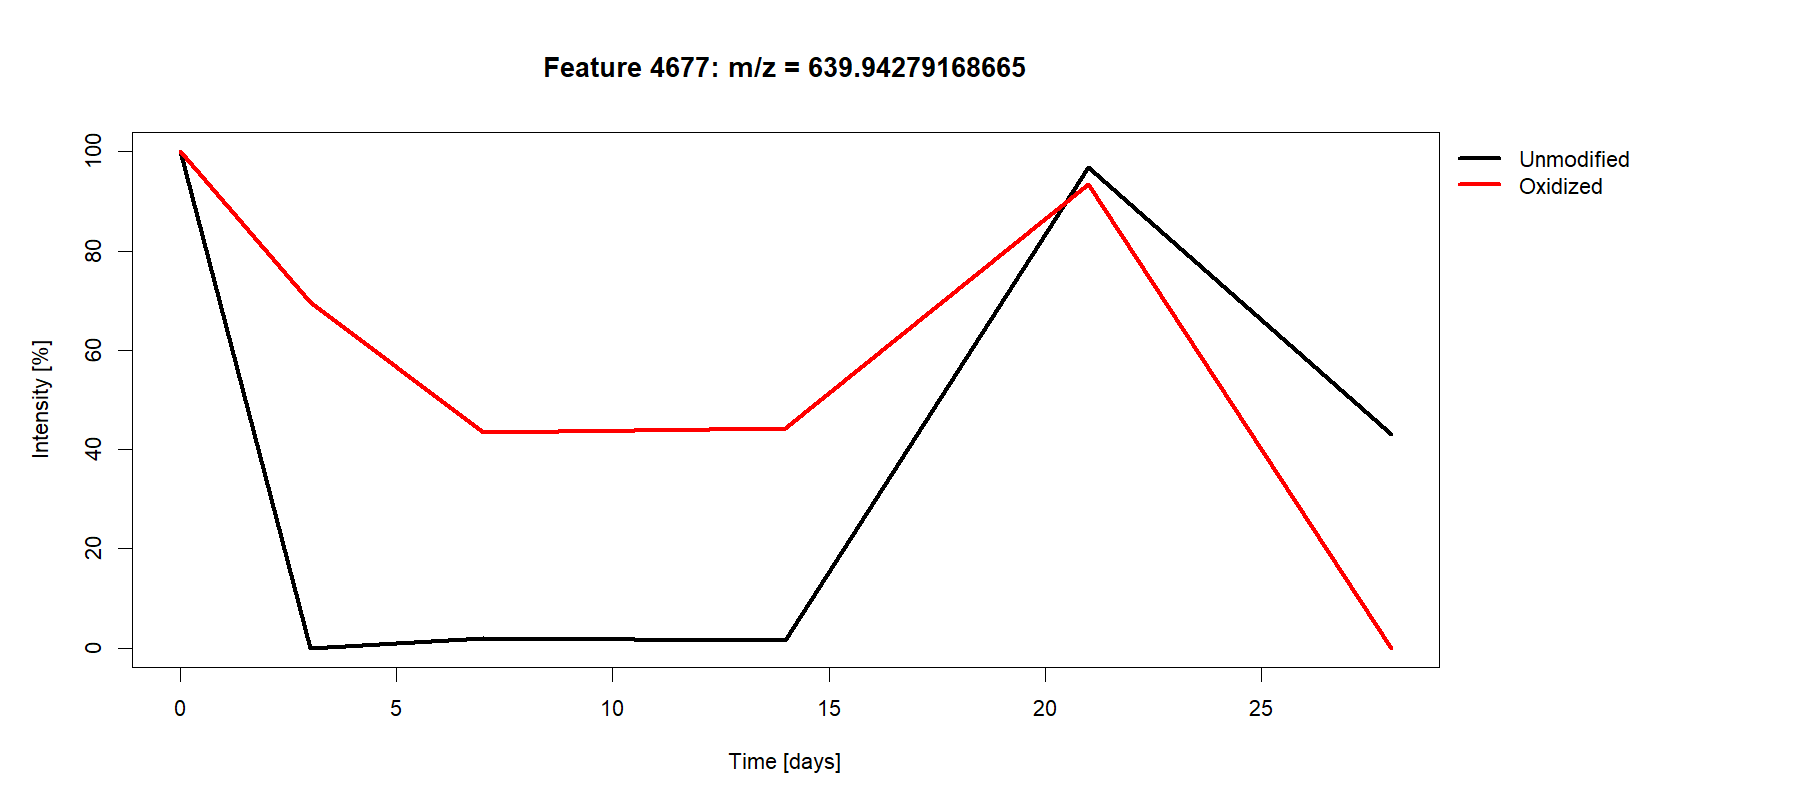 Feature 4677: m/z = 639.94279168665
Unmodified
Oxidized
Intensity [%]
100
80
60
40
20
0
0 5 10 15 20 25
Time [days]